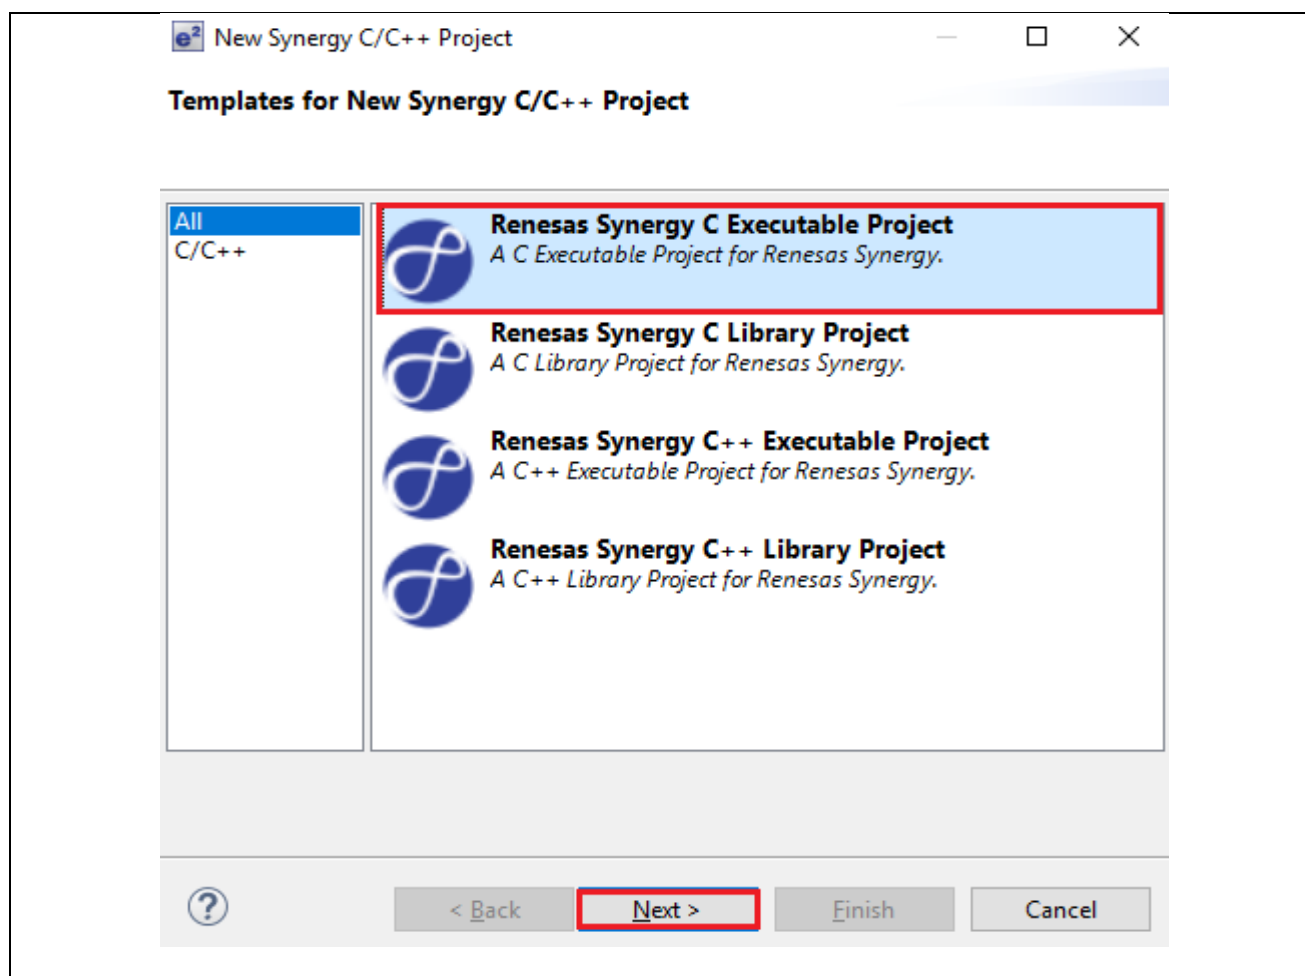 e² New Synergy C/C++ Project
Templates for New Synergy C/C++ Project
All
C/C++
Renesas Synergy C Executable Project
A C Executable Project for Renesas Synergy.
Renesas Synergy C Library Project
A C Library Project for Renesas Synergy.
Renesas Synergy C++ Executable Project
A C++ Executable Project for Renesas Synergy.
Renesas Synergy C++ Library Project
A C++ Library Project for Renesas Synergy.
? < Back Next > Finish Cancel